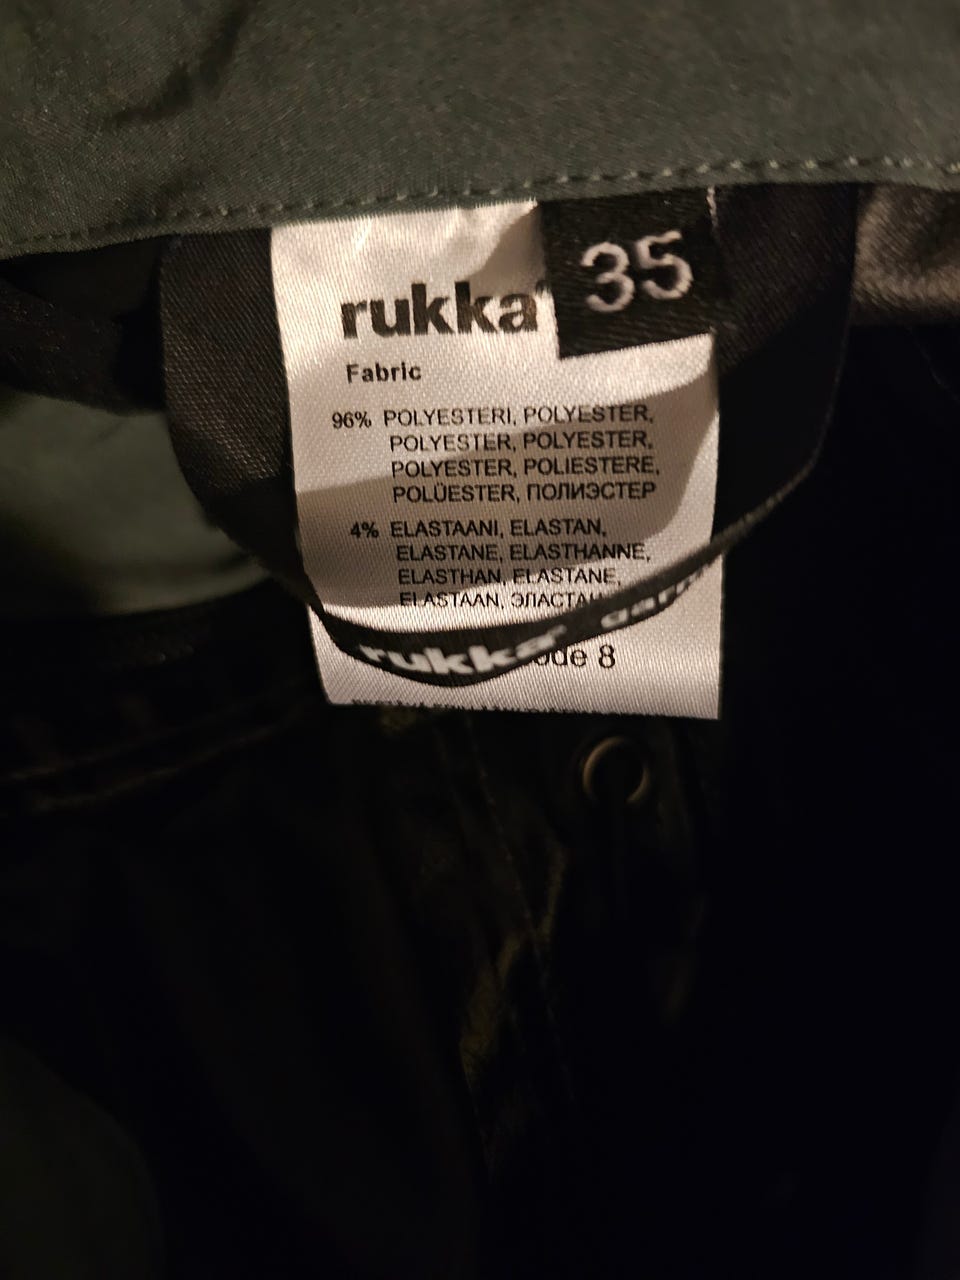 35
rukka
Fabric
96% POLYESTERI, POLYESTER,
POLYESTER, POLYESTER,
POLYESTER, POLIESTERE,
POLÜESTER, ПОЛИЭСТЕР
4% ELASTAANI, ELASTAN,
ELASTANE, ELASTHANNE,
ELASTHAN, ELASTANE,
ELASTAAN,
rukka®
8